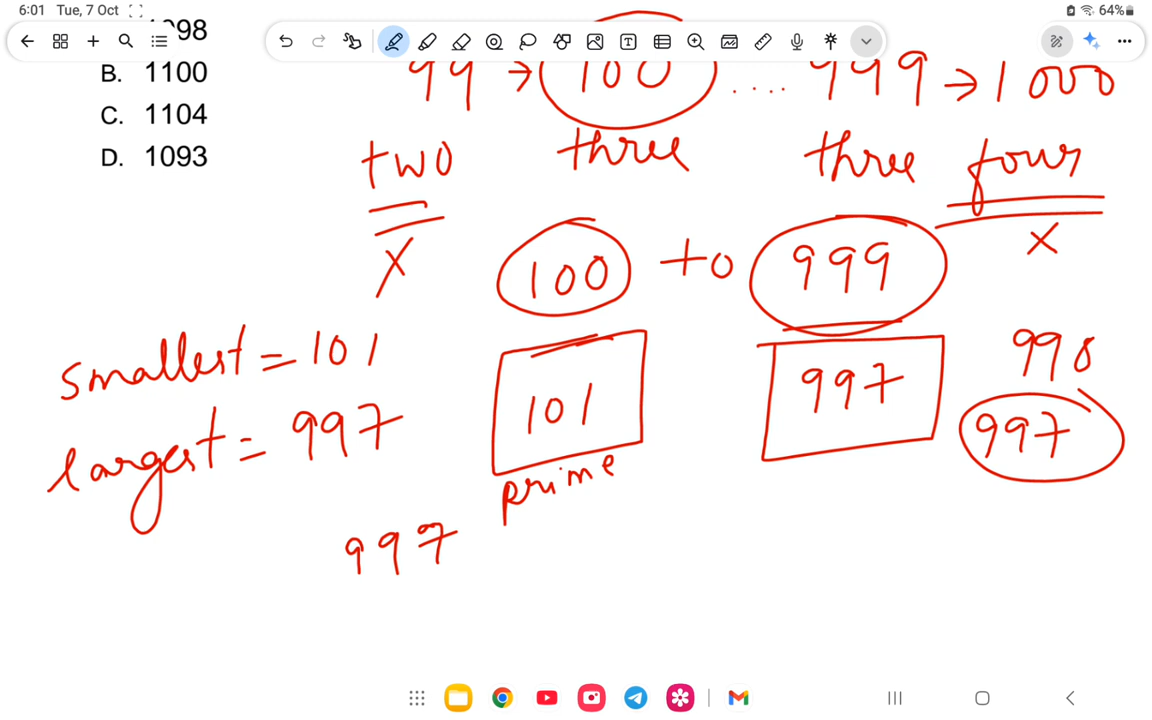 6:01 Tue, 7 Oct 64%
98
B. 1100
C. 1104
D. 1093
99 → 100 .... 999 → 1000
two three three four
X X
100 to 999
smallest = 101
101 997 998
largest = 997 997
prime
997